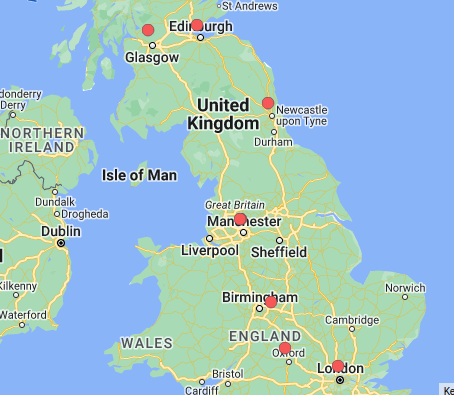 St Andrews
Edinburgh
Glasgow
United
Kingdom
Newcastle
upon Tyne
Durham
Derry
NORTHERN
IRELAND
Isle of Man
Dundalk
Drogheda
Dublin
Great Britain
Manchester
Liverpool
Sheffield
Kilkenny
Waterford
Norwich
Birmingham
Cambridge
WALES
ENGLAND
Oxford
London
Bristol
Cardiff